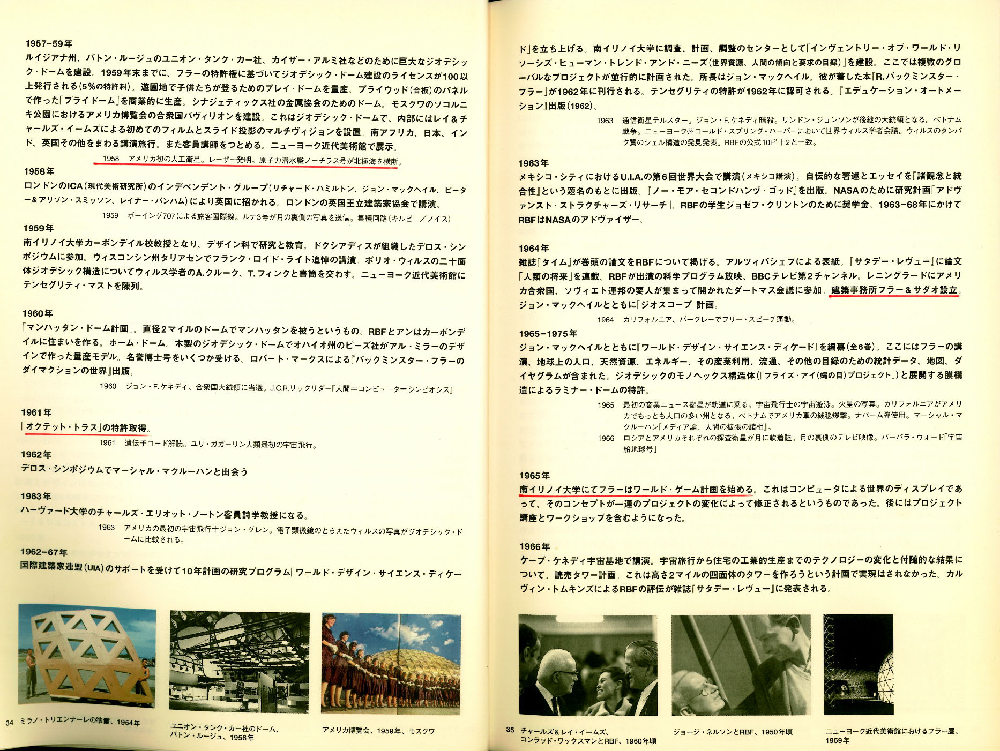 1957-59年
ルイジアナ州、バトン・ルージュのユニオン・タンク・カー社、カイザー・アルミ社などのために巨大なジオデシッ
ク・ドームを建設。1959年末までに、フラーの特許権に基づいてジオデシック・ドーム建設のライセンスが100以
上発行される(5%の特許料)。遊園地で子供たちが登るためのプレイ・ドームを量産。プライウッド(合板)のパネル
で作った「プライドーム」を商業的に生産。シナジェティックス社の金属協会のためのドーム。モスクワのソコルニ
キ公園におけるアメリカ博覧会の合衆国パヴィリオンを建設。これはジオデシック・ドームで、内部にはレイ&チ
ャールズ・イームズによる初めてのフィルムとスライド投影のマルチヴィジョンを設置。南アフリカ、日本、イン
ド、英国その他をまわる講演旅行。また客員講師をつとめる。ニューヨーク近代美術館で展示。
1958 アメリカ初の人工衛星。レーザー発明。原子力潜水艦ノーチラス号が北極海を横断。
1958年
ロンドンのICA(現代美術研究所)のインデペンデント・グループ(リチャード・ハミルトン、ジョン・マックヘイル、ピータ
ー&アリソン・スミッソン、レイナー・バンハム)により英国に招かれる。ロンドンの英国王立建築家協会で講演。
1959 ボーイング707による旅客国際線。ルナ3号が月の裏側の写真を送信。集積回路(キルビー/ノイス)
1959年
南イリノイ大学カーボンデイル校教授となり、デザイン科で研究と教育。ドクシアディスが組織したデロス・シン
ポジウムに参加。ウィスコンシン州タリアセンでフランク・ロイド・ライト追悼の講演。ポリオ・ウィルスの二十面
体ジオデシック構造についてウィルス学者のA.クルーク、T.フィンクと書簡を交わす。ニューヨーク近代美術館に
テンセグリティ・マストを陳列。
1960年
「マンハッタン・ドーム計画」。直径2マイルのドームでマンハッタンを被うというもの。RBFとアンはカーボンデ
イルに住まいを作る。ホーム・ドーム。木製のジオデシック・ドームでオハイオ州のピーズ社がアル・ミラーのデザ
インで作った量産モデル。名誉博士号をいくつか受ける。ロバート・マークスによる『バックミンスター・フラーの
ダイマクションの世界』出版。
1960 ジョン・F.ケネディ、合衆国大統領に当選。J.C.R.リックリダー『人間=コンピュータ=シンビオシス』
1961年
「オクテット・トラス」の特許取得。
1961 遺伝子コード解読。ユリ・ガガーリン人類最初の宇宙飛行。
1962年
デロス・シンポジウムでマーシャル・マクルーハンと出会う
1963年
ハーヴァード大学のチャールズ・エリオット・ノートン客員詩学教授になる。
1963 アメリカの最初の宇宙飛行士ジョン・グレン。電子顕微鏡のとらえたウィルスの写真がジオデシック・ド
ームに比較される。
1962-67年
国際建築家連盟(UIA)のサポートを受けて10年計画の研究プログラム「ワールド・デザイン・サイエンス・ディケー
34 ミラノ・トリエンナーレの準備、1954年
ユニオン・タンク・カー社のドーム、
バトン・ルージュ、1958年
アメリカ博覧会、1959年、モスクワ
ド」を立ち上げる。南イリノイ大学に調査、計画、調整のセンターとして「インヴェントリー・オブ・ワールド・リ
ソーシズ・ヒューマン・トレンド・アンド・ニーズ(世界資源、人間の傾向と要求の目録)」を建設。ここでは複数のグロ
ーバルなプロジェクトが並行的に計画された。所長はジョン・マックヘイル。彼が著した本『R.バックミンスター・
フラー』が1962年に刊行される。テンセグリティの特許が1962年に認可される。『エデュケーション・オートメー
ション』出版(1962)。
1963 通信衛星テルスター。ジョン・F.ケネディ暗殺。リンドン・ジョンソンが後継の大統領となる。ベトナム
戦争。ニューヨーク州コールド・スプリング・ハーバーにおいて世界ウィルス学者会議。ウィルスのタンパ
ク質のシェル構造の発見発表。RBFの公式10F²+2と一致。
1963年
メキシコ・シティにおけるU.I.A.の第6回世界大会で講演(メキシコ講演)。自伝的な著述とエッセイを『諸観念と統
合性』という題名のもとに出版。『ノー・モア・セコンドハンヅ・ゴッド』を出版。NASAのために研究計画「アドヴ
ァンスト・ストラクチャーズ・リサーチ」。RBFの学生ジョゼフ・クリントンのために奨学金。1963-68年にかけて
RBFはNASAのアドヴァイザー。
1964年
雑誌『タイム』が巻頭の論文をRBFについて掲げる。アルツィバシェフによる表紙。『サタデー・レヴュー』に論文
「人類の将来」を連載。RBFが出演の科学プログラム放映、BBCテレビ第2チャンネル。レニングラードにアメリ
カ合衆国、ソヴィエト連邦の要人が集まって開かれたダートマス会議に参加。建築事務所フラー&サダオ設立。
ジョン・マックヘイルとともに「ジオスコープ」計画。
1964 カリフォルニア、バークレーでフリー・スピーチ運動。
1965-1975年
ジョン・マックヘイルとともに『ワールド・デザイン・サイエンス・ディケード』を編纂(全6巻)。ここにはフラーの講
演、地球上の人口、天然資源、エネルギー、その産業利用、流通、その他の目録のための統計データ、地図、ダ
イヤグラムが含まれた。ジオデシックのモノヘックス構造体(「フライズ・アイ(蝿の目)プロジェクト」)と展開する膜構
造によるラミナー・ドームの特許。
1965 最初の商業ニュース衛星が軌道に乗る。宇宙飛行士の宇宙遊泳。火星の写真。カリフォルニアがアメリ
カでもっとも人口の多い州となる。ベトナムでアメリカ軍の絨毯爆撃。ナパーム弾使用。マーシャル・マ
クルーハン『メディア論、人間の拡張の諸相』。
1966 ロシアとアメリカそれぞれの探査衛星が月に軟着陸。月の裏側のテレビ映像。バーバラ・ウォード「宇宙
船地球号」
1965年
南イリノイ大学にてフラーはワールド・ゲーム計画を始める。これはコンピュータによる世界のディスプレイであ
って、そのコンセプトが一連のプロジェクトの変化によって修正されるというものであった。後にはプロジェクト
講座とワークショップを含むようになった。
1966年
ケープ・ケネディ宇宙基地で講演。宇宙旅行から住宅の工業的生産までのテクノロジーの変化と付随的な結果に
ついて。読売タワー計画。これは高さ2マイルの四面体のタワーを作ろうという計画で実現はされなかった。カル
ヴィン・トムキンズによるRBFの評伝が雑誌『サタデー・レヴュー』に発表される。
35 チャールズ&レイ・イームズ、
コンラッド・ワックスマンとRBF、1960年頃
ジョージ・ネルソンとRBF、1950年頃
ニューヨーク近代美術館におけるフラー展、
1959年